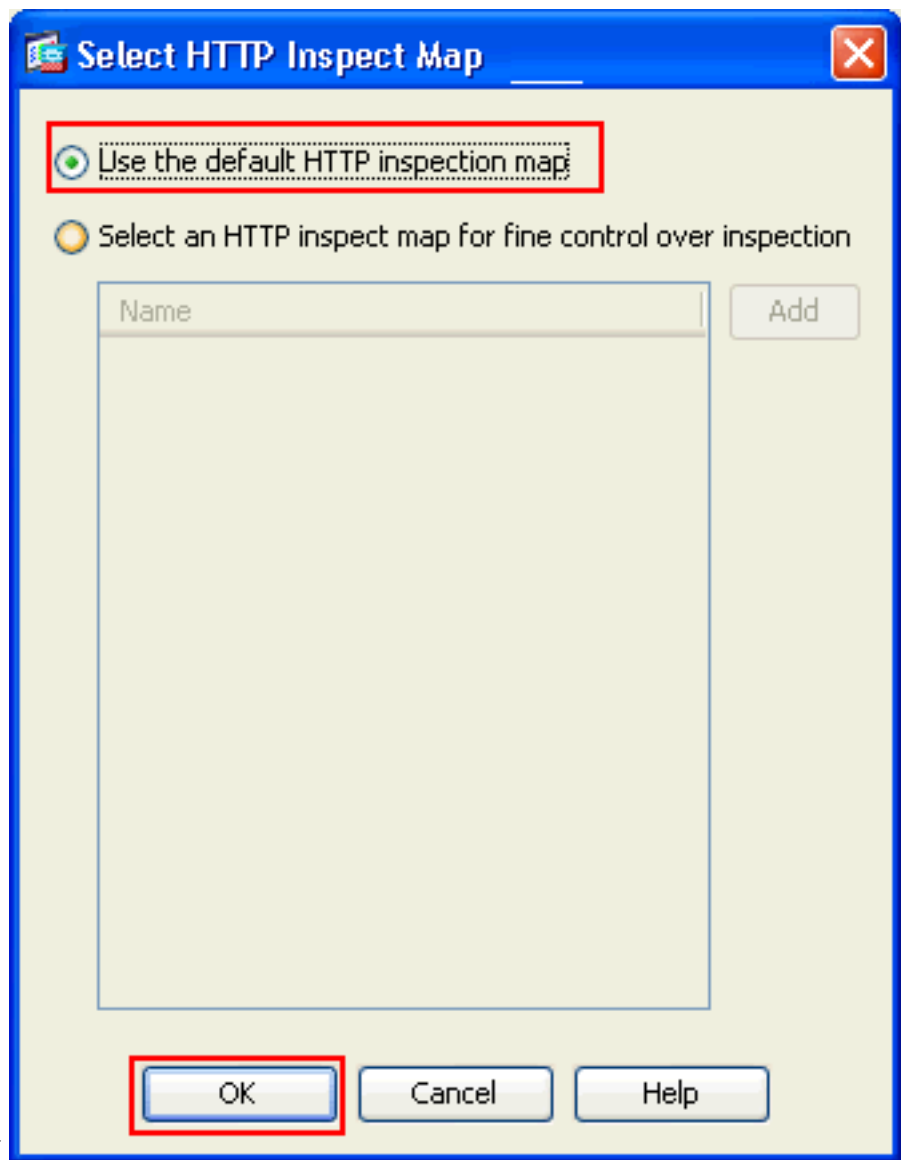 Select HTTP Inspect Map
Use the default HTTP inspection map
Select an HTTP inspect map for fine control over inspection
Name
Add
OK
Cancel
Help